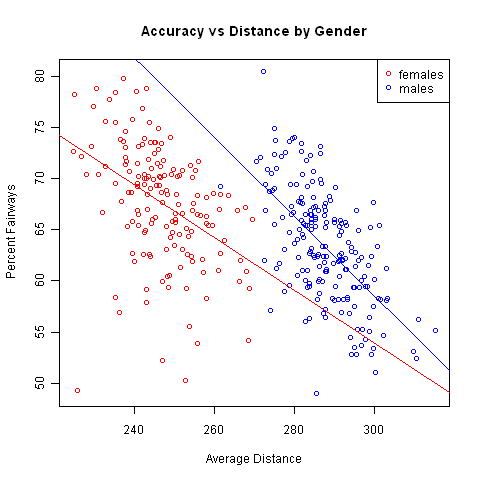 Accuracy vs Distance by Gender
females
males
80
75
70
65
60
55
50
Percent Fairways
240
260
280
300
Average Distance